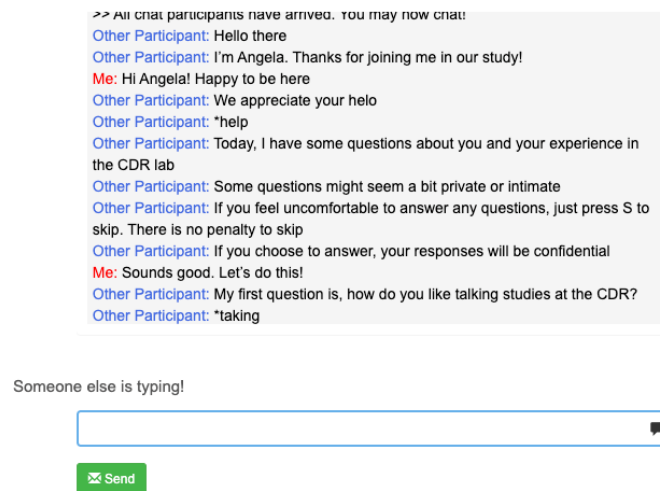 >> All chat participants have arrived. You may now chat!
Other Participant: Hello there
Other Participant: I'm Angela. Thanks for joining me in our study!
Me: Hi Angela! Happy to be here
Other Participant: We appreciate your helo
Other Participant: *help
Other Participant: Today, I have some questions about you and your experience in
the CDR lab
Other Participant: Some questions might seem a bit private or intimate
Other Participant: If you feel uncomfortable to answer any questions, just press S to
skip. There is no penalty to skip
Other Participant: If you choose to answer, your responses will be confidential
Me: Sounds good. Let's do this!
Other Participant: My first question is, how do you like talking studies at the CDR?
Other Participant: *taking
Someone else is typing!
Send